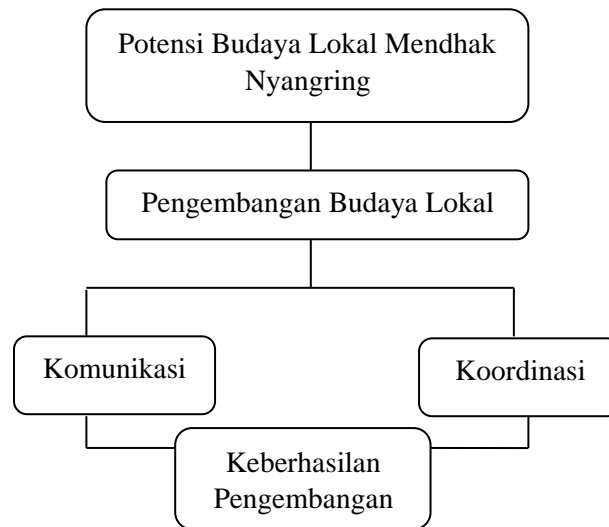 Potensi Budaya Lokal Mendhak
Nyangring
Pengembangan Budaya Lokal
Komunikasi
Koordinasi
Keberhasilan
Pengembangan